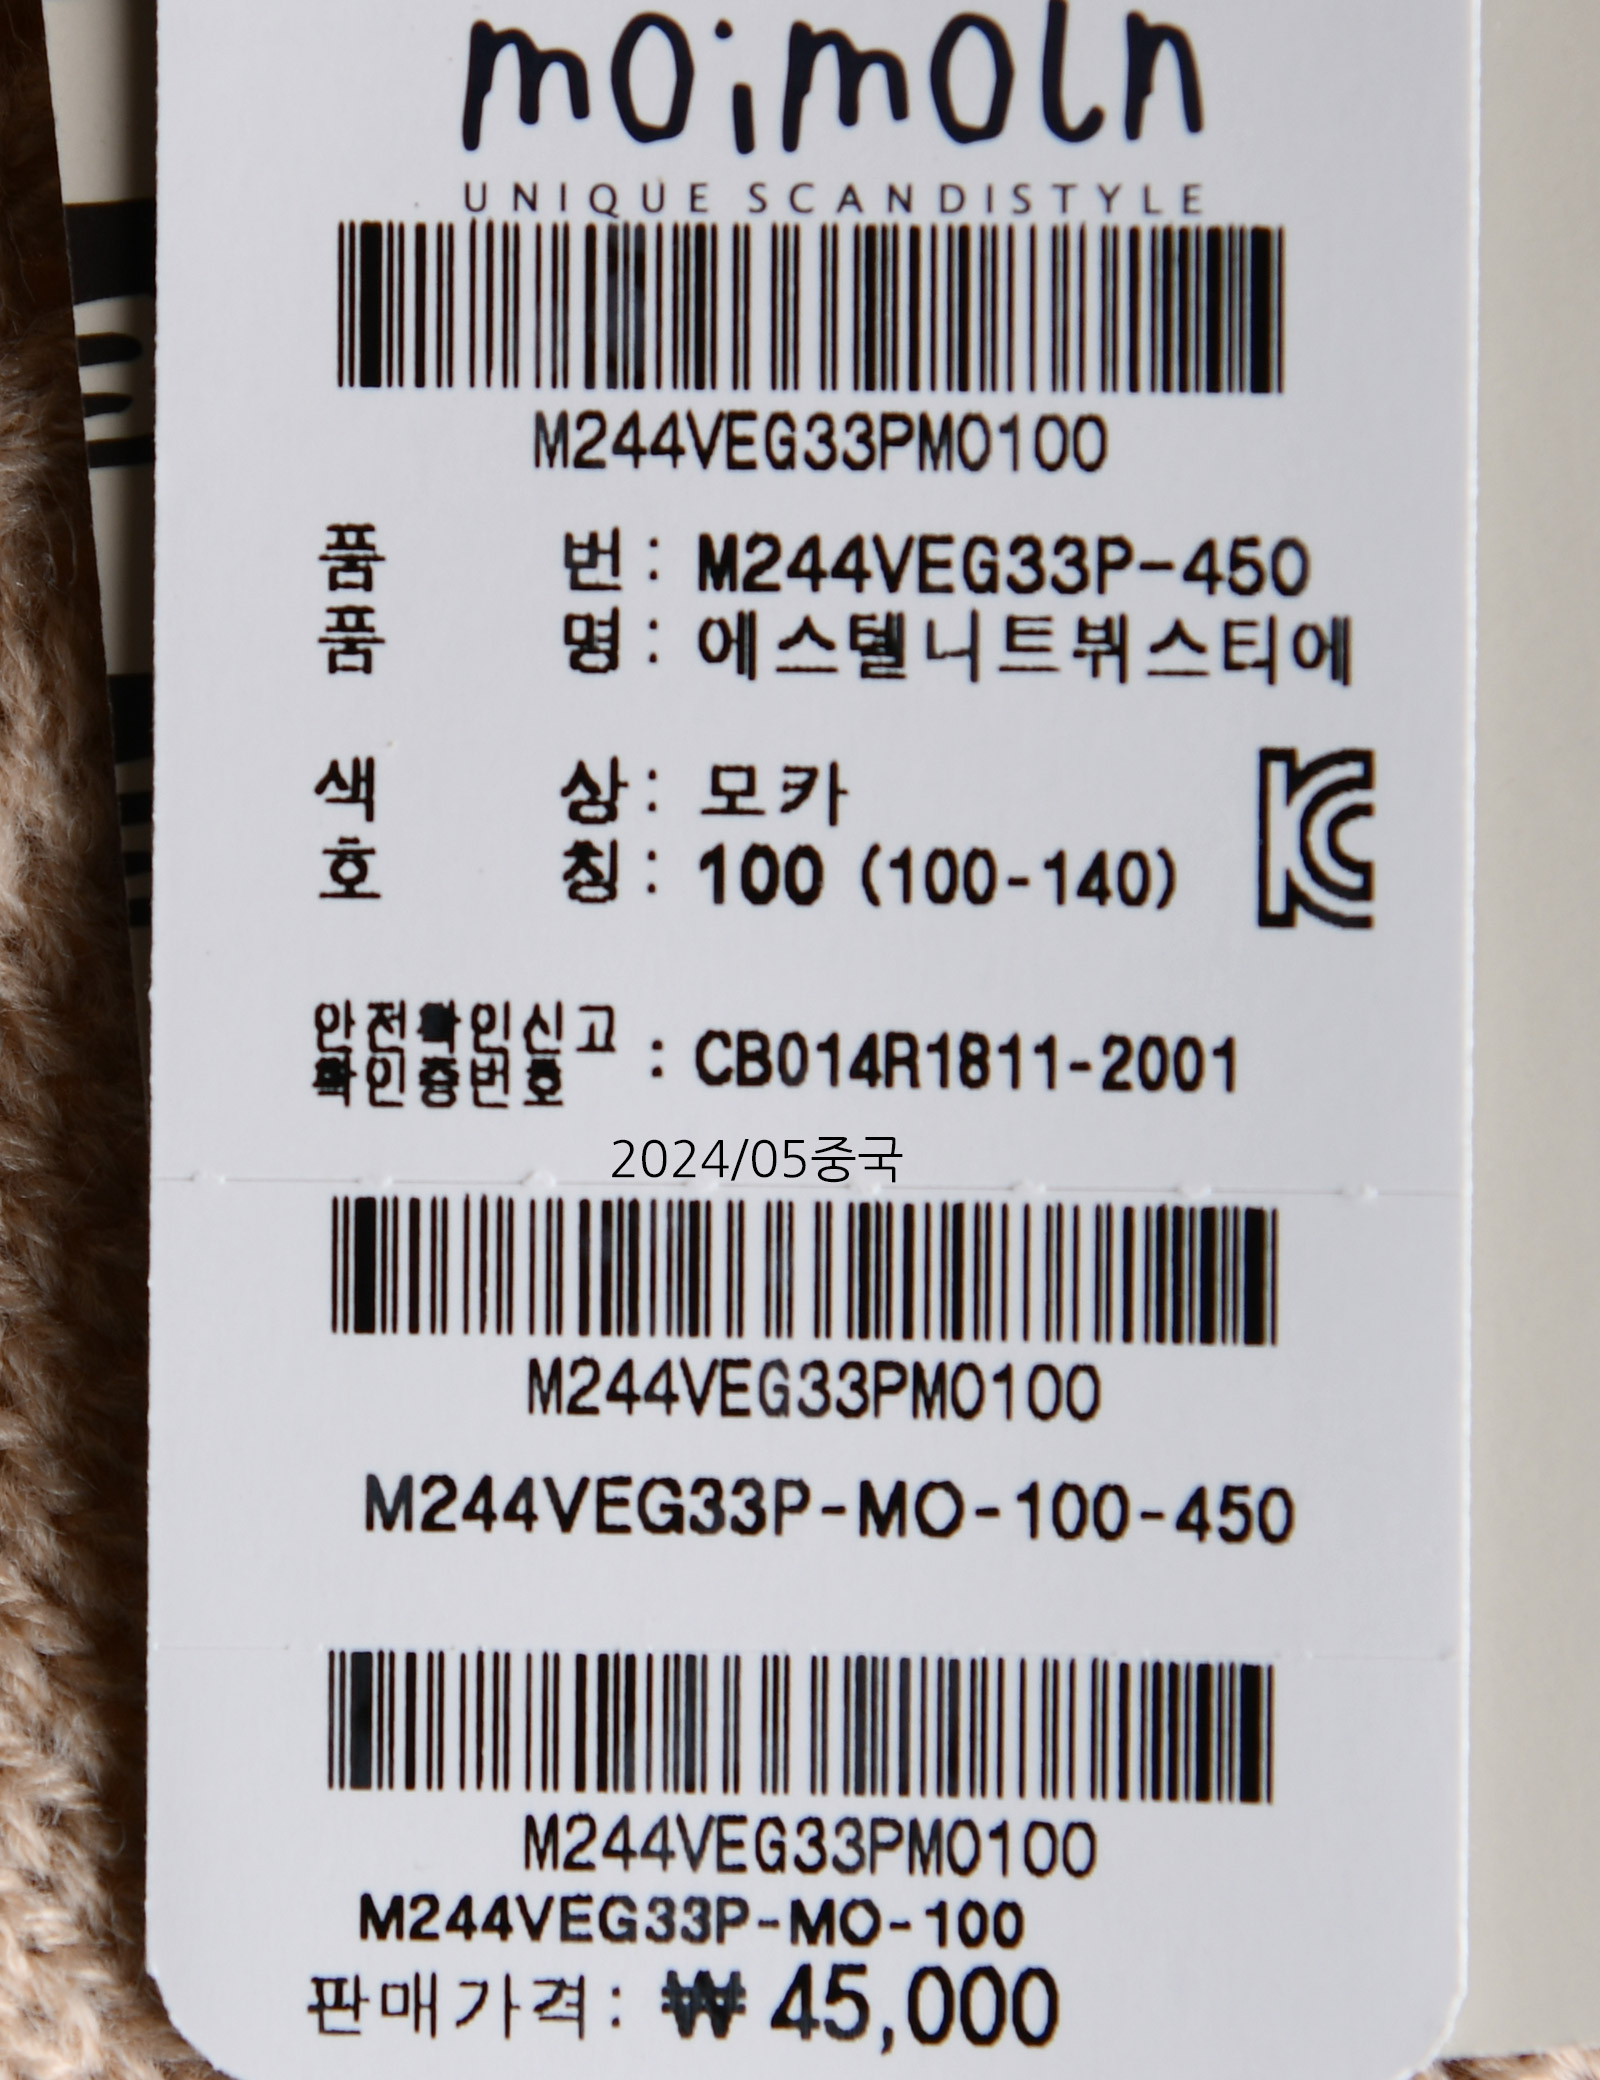 moimoln
UNIQUE SCANDISTYLE
M244VEG33PMO100
품 번 : M244VEG33P-450
품 명 : 에스텔니트뷔스티에
색 상 : 모카
호 칭 : 100 (100-140)
안전확인신고
확인증번호 : CB014R1811-2001
2024/05중국
M244VEG33PMO100
M244VEG33P-MO-100-450
M244VEG33PMO100
M244VEG33P-MO-100
판매가격: ₩ 45,000